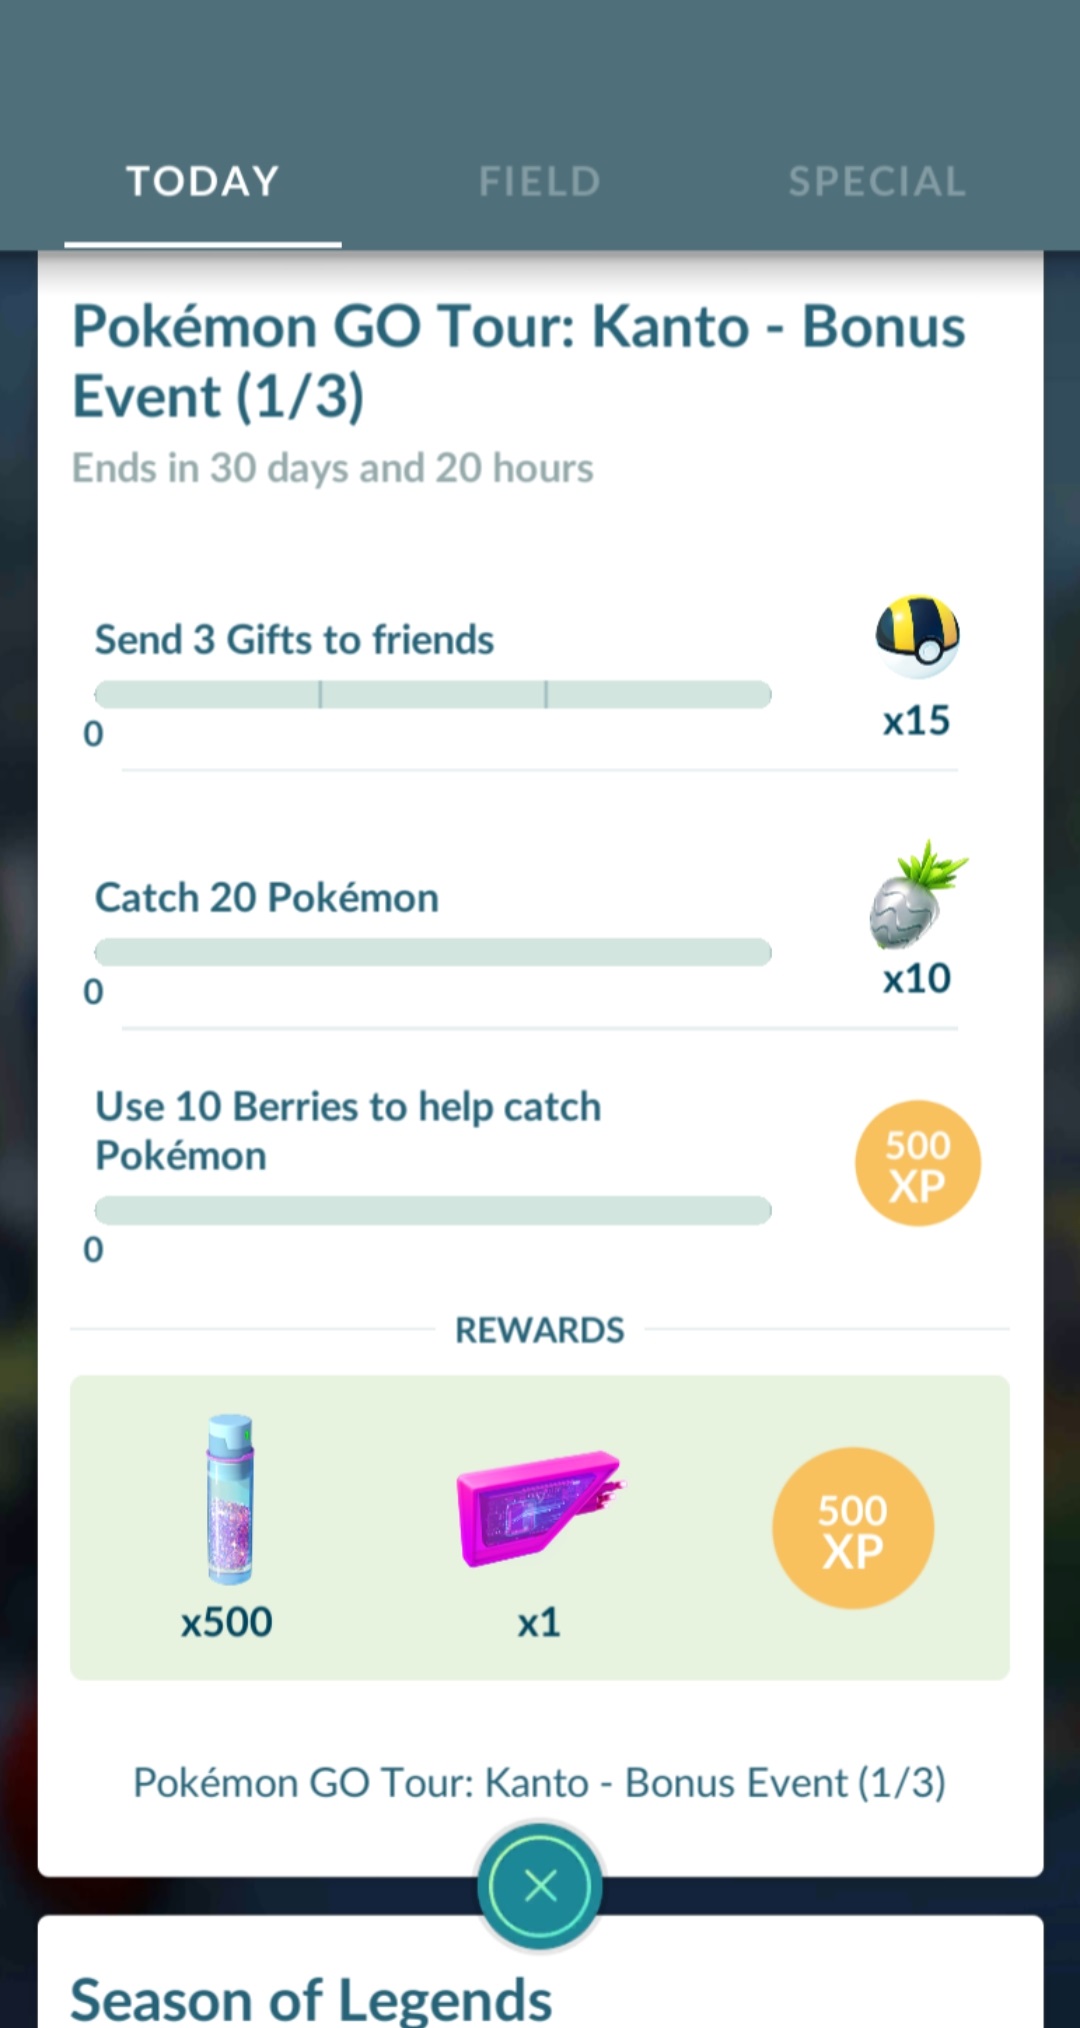 TODAY
FIELD
SPECIAL
Pokémon GO Tour: Kanto - Bonus
Event (1/3)
Ends in 30 days and 20 hours
Send 3 Gifts to friends
0
x15
Catch 20 Pokémon
0
x10
Use 10 Berries to help catch
Pokémon
0
500
XP
REWARDS
x500
x1
500
XP
Pokémon GO Tour: Kanto - Bonus Event (1/3)
Season of Legends